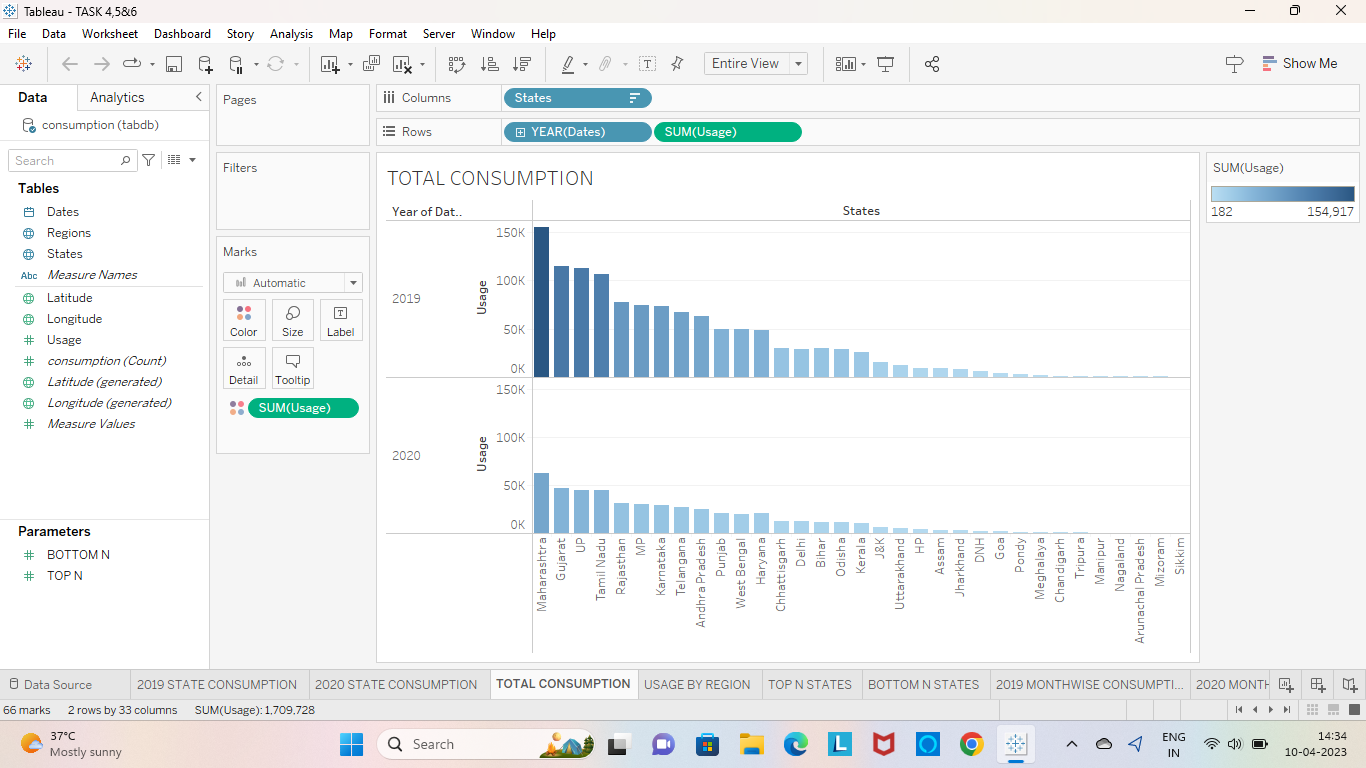 Tableau - TASK 4,5&6
File Data Worksheet Dashboard Story Analysis Map Format Server Window Help
Entire View
Show Me
Data Analytics
consumption (tabdb)
Search
Tables
Dates
Regions
States
Abc Measure Names
Latitude
Longitude
Usage
consumption (Count)
Latitude (generated)
Longitude (generated)
Measure Values
Parameters
BOTTOM N
TOP N
Pages
Filters
Marks
Automatic
Color Size Label
Detail Tooltip
SUM(Usage)
Columns States
Rows YEAR(Dates) SUM(Usage)
TOTAL CONSUMPTION
Year of Dat..
States
2019
Usage
150K
100K
50K
0K
2020
Usage
150K
100K
50K
0K
Maharashtra
Gujarat
UP
Tamil Nadu
Rajasthan
MP
Karnataka
Telangana
Andhra Pradesh
Punjab
West Bengal
Haryana
Chhattisgarh
Delhi
Bihar
Odisha
Kerala
J&K
Uttarakhand
HP
Assam
Jharkhand
DNH
Goa
Pondy
Meghalaya
Chandigarh
Tripura
Manipur
Nagaland
Arunachal Pradesh
Mizoram
Sikkim
SUM(Usage)
182 154,917
Data Source 2019 STATE CONSUMPTION 2020 STATE CONSUMPTION TOTAL CONSUMPTION USAGE BY REGION TOP N STATES BOTTOM N STATES 2019 MONTHWISE CONSUMPTI... 2020 MONTH
66 marks 2 rows by 33 columns SUM(Usage): 1,709,728
37°C
Mostly sunny
Search
L
ENG
IN
14:34
10-04-2023